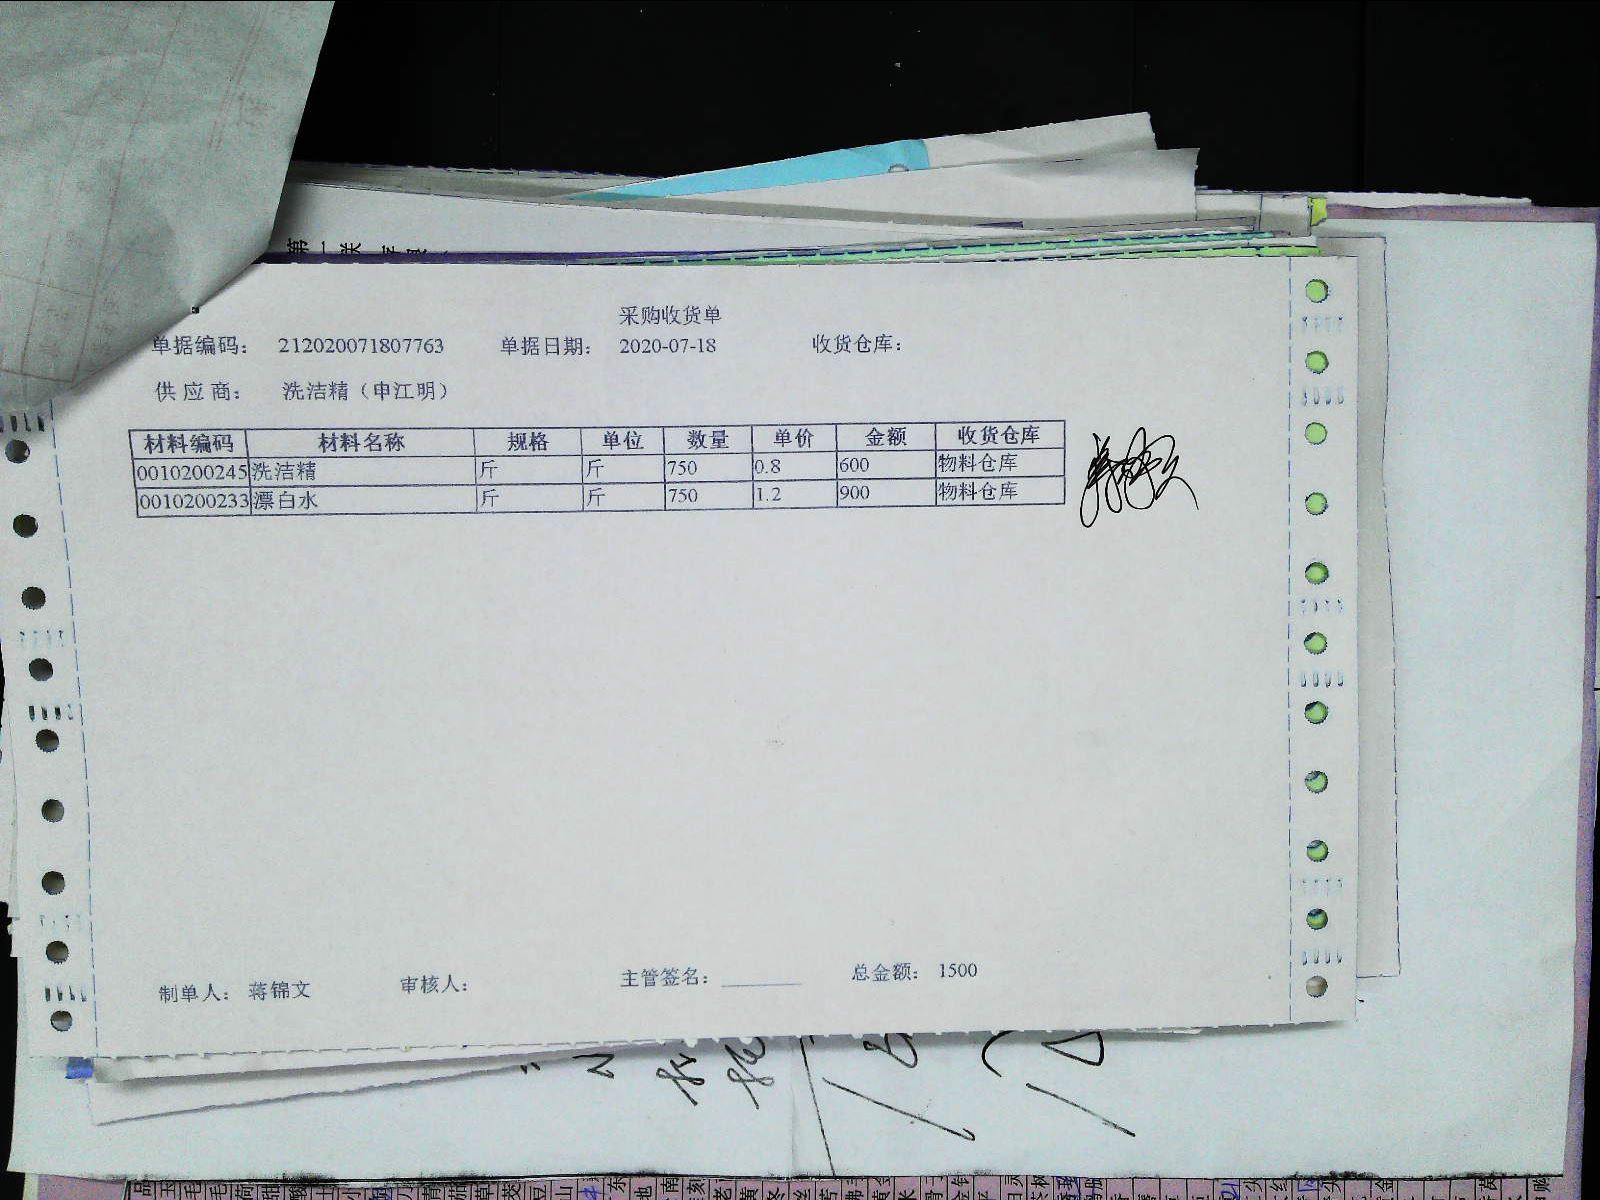 采购收货单
单据编码： 212020071807763 单据日期： 2020-07-18 收货仓库：
供应商： 洗洁精（申江明）
材料编码 材料名称 规格 单位 数量 单价 金额 收货仓库
0010200245 洗洁精 斤 斤 750 0.8 600 物料仓库
0010200233 漂白水 斤 斤 750 1.2 900 物料仓库
制单人： 蒋锦文 审核人： 主管签名： 总金额： 1500